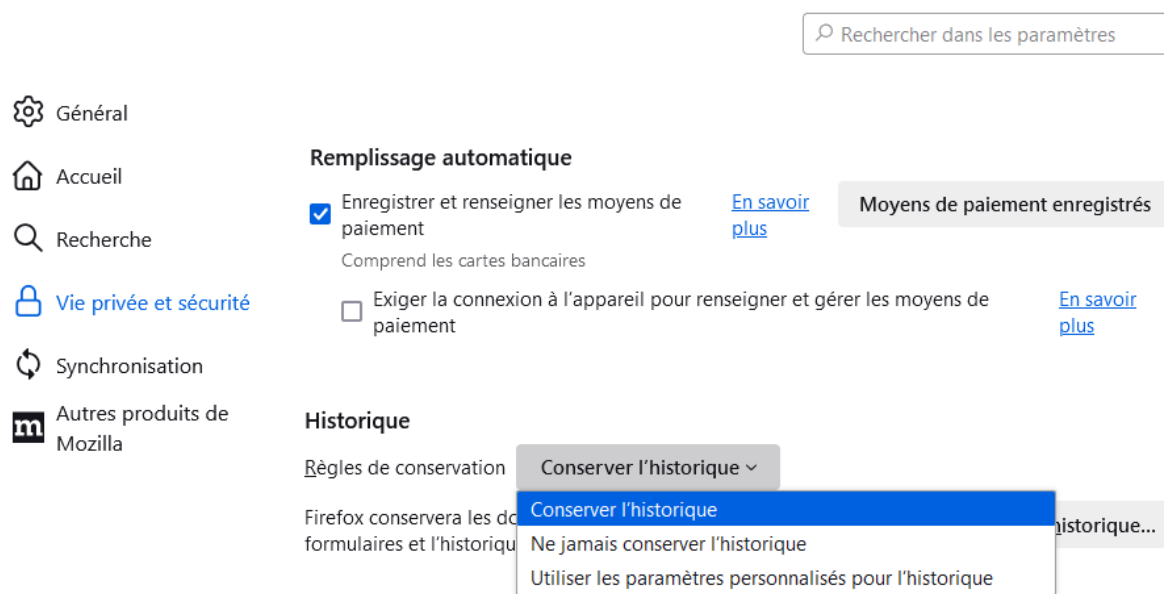 Rechercher dans les paramètres
Général
Accueil
Recherche
Vie privée et sécurité
Synchronisation
Autres produits de
Mozilla
Remplissage automatique
Enregistrer et renseigner les moyens de
paiement
En savoir
plus
Moyens de paiement enregistrés
Comprend les cartes bancaires
Exiger la connexion à l’appareil pour renseigner et gérer les moyens de
paiement
En savoir
plus
Historique
Règles de conservation
Conserver l’historique
Firefox conservera les
formulaires et
Conserver l’historique
Ne jamais conserver l’historique
Utiliser les paramètres personnalisés pour l’historique
historique...